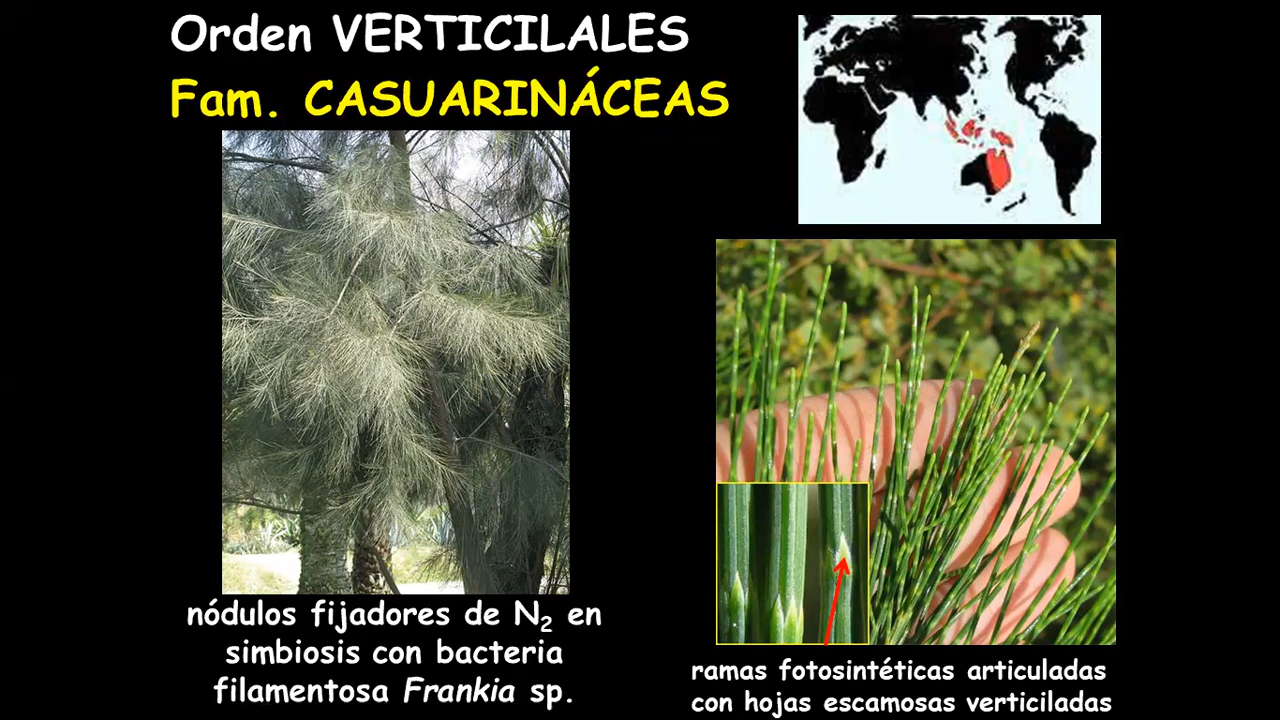 Orden VERTICILALES
Fam. CASUARINÁCEAS
nódulos fijadores de N₂ en
simbiosis con bacteria
filamentosa Frankia sp.
ramas fotosintéticas articuladas
con hojas escamosas verticiladas